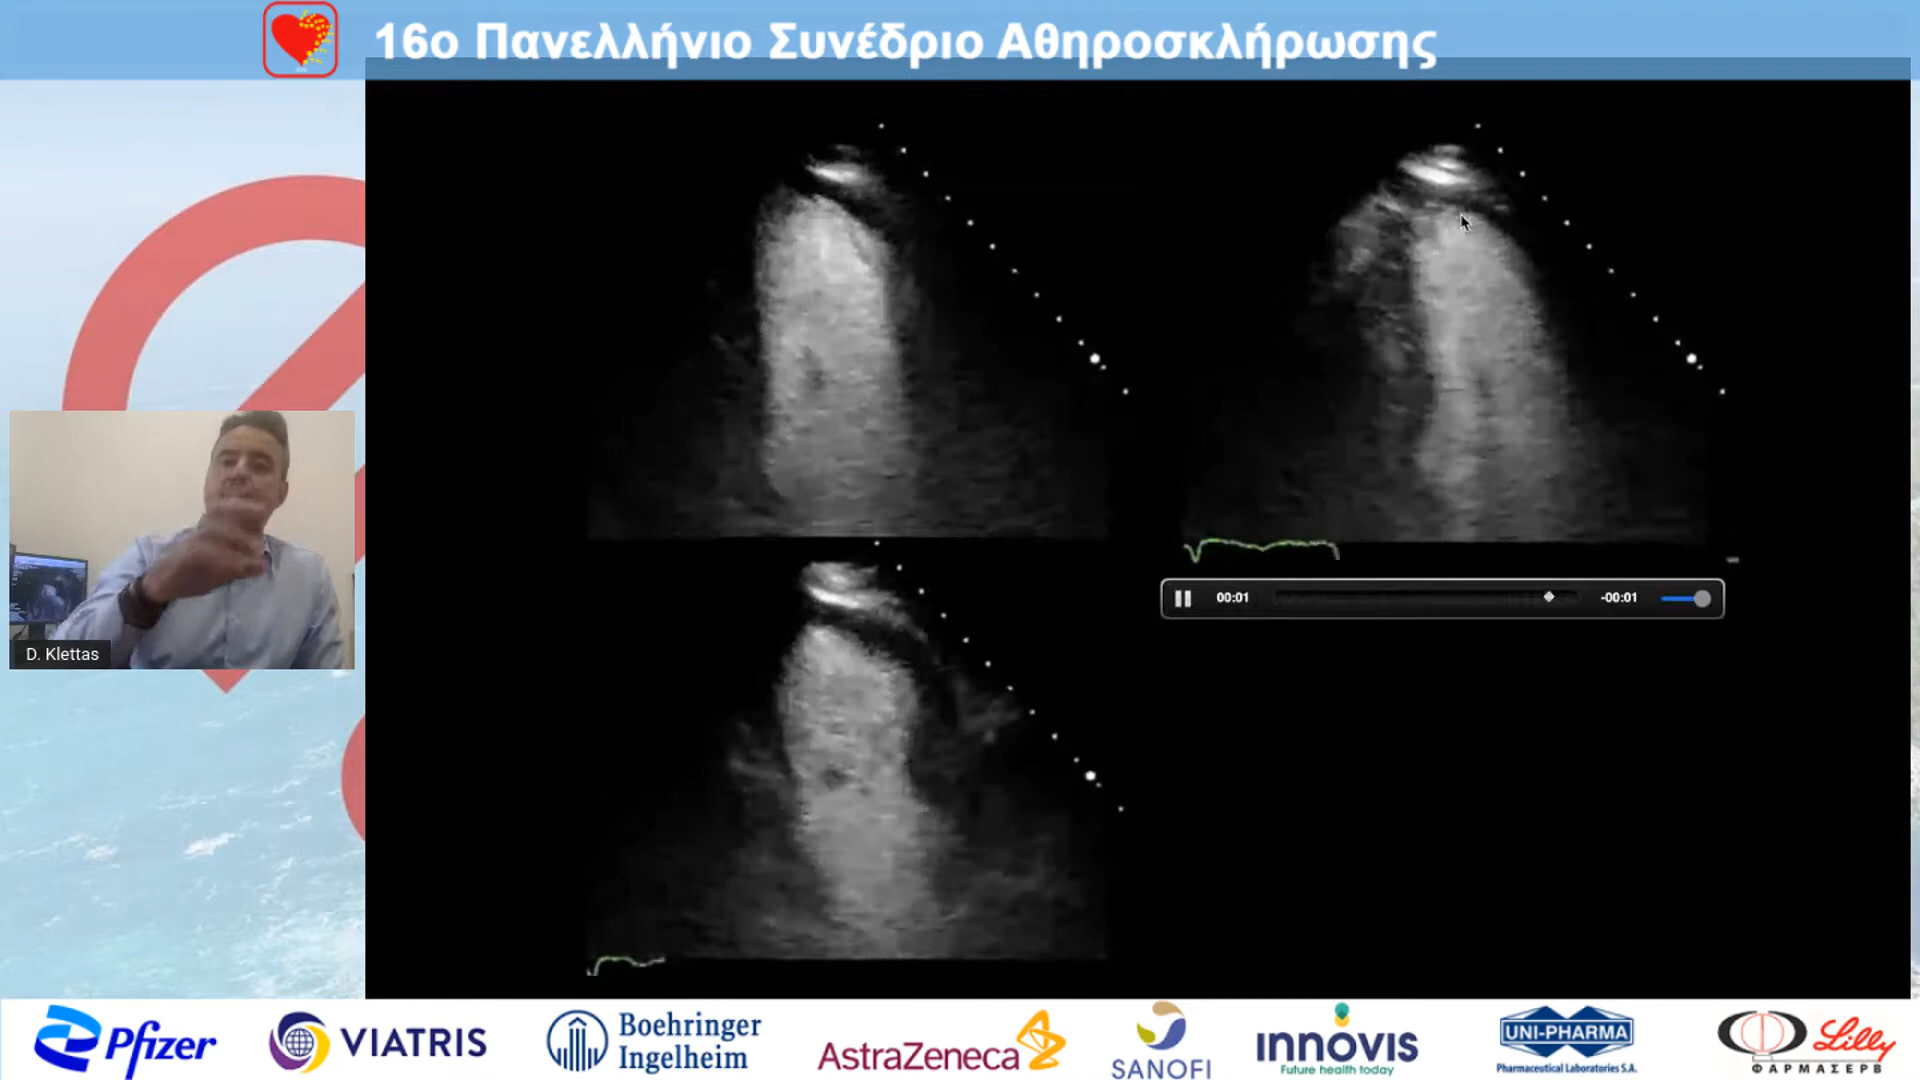 16ο Πανελλήνιο Συνέδριο Αθηροσκλήρωσης
D. Klettas
00:01
-00:01
Pfizer
VIATRIS
Boehringer
Ingelheim
AstraZeneca
SANOFI
INNOVIS
Future health today
UNI-PHARMA
Pharmaceutical Laboratories S.A.
Lilly
ΦΑΡΜΑΣΕΡΒ